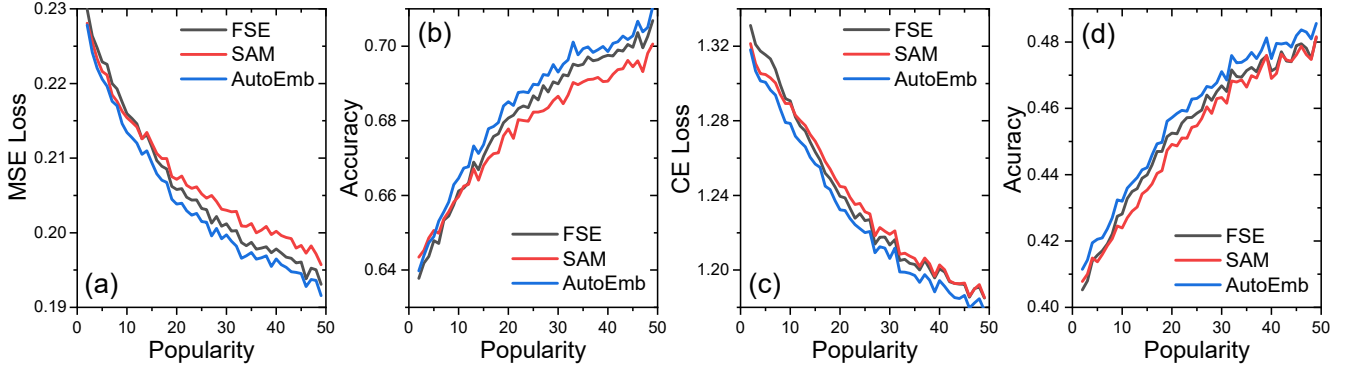 MSE Loss
0.23
0.22
0.21
0.20
0.19
FSE
SAM
AutoEmb
(a)
0 10 20 30 40 50
Popularity
Accuracy
0.70
0.68
0.66
0.64
(b)
FSE
SAM
AutoEmb
0 10 20 30 40 50
Popularity
CE Loss
1.32
1.28
1.24
1.20
FSE
SAM
AutoEmb
(c)
0 10 20 30 40 50
Popularity
Acuracy
0.48
0.46
0.44
0.42
0.40
(d)
FSE
SAM
AutoEmb
0 10 20 30 40 50
Popularity